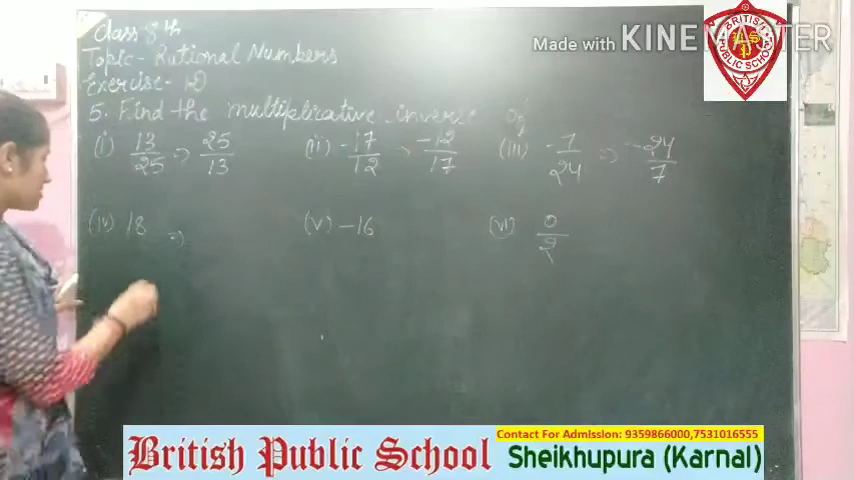 Class 8th
Topic - Rational Numbers
Exercise - 1D
5. Find the multiplicative inverse of
(i) 13/25 => 25/13 (ii) -17/12 => -12/17 (iii) -7/24 => -24/7
(iv) 18 => (v) -16 (vi) 0/2
Made with KINEMASTER
BRITISH PUBLIC SCHOOL
Contact For Admission: 9359866000,7531016555
British Public School Sheikhupura (Karnal)